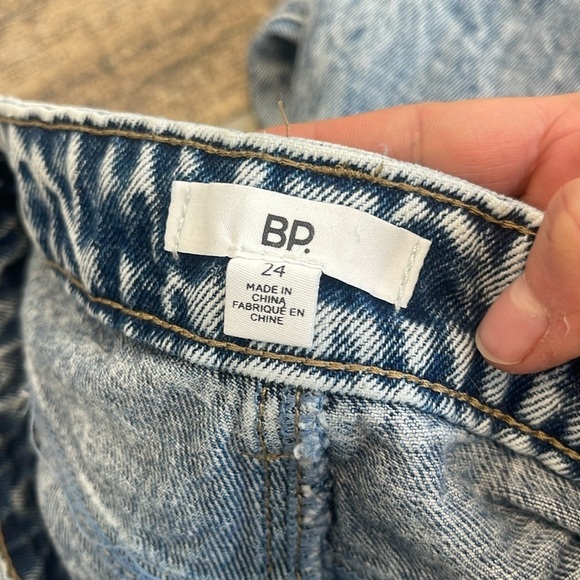 BP.
24
MADE IN
CHINA
FABRIQUÉ EN
CHINE